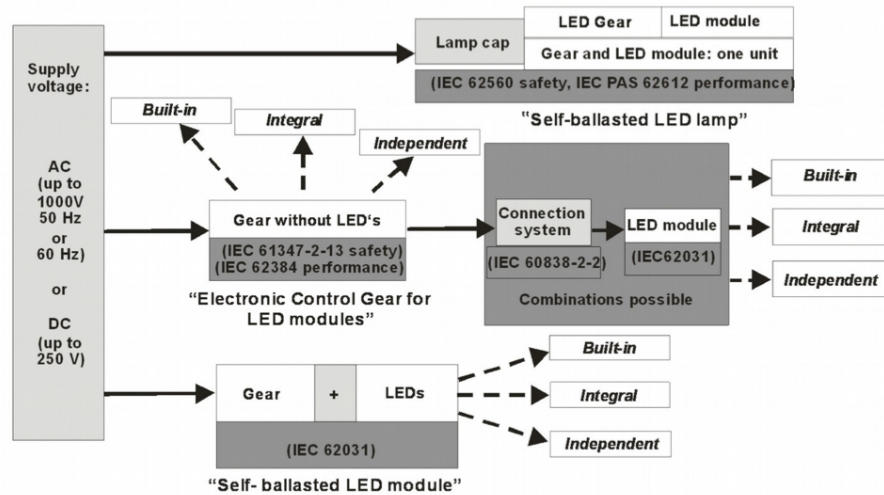 Supply
voltage:
AC
(up to
1000V
50 Hz
or
60 Hz)
or
DC
(up to
250 V)
Lamp cap
LED Gear
LED module
Gear and LED module: one unit
(IEC 62560 safety, IEC PAS 62612 performance)
"Self-ballasted LED lamp"
Built-in
Integral
Independent
Gear without LED‘s
(IEC 61347-2-13 safety)
(IEC 62384 performance)
“Electronic Control Gear for
LED modules”
Connection
system
(IEC 60838-2-2)
LED module
(IEC62031)
Combinations possible
Built-in
Integral
Independent
Gear
+
LEDs
(IEC 62031)
“Self- ballasted LED module”
Built-in
Integral
Independent